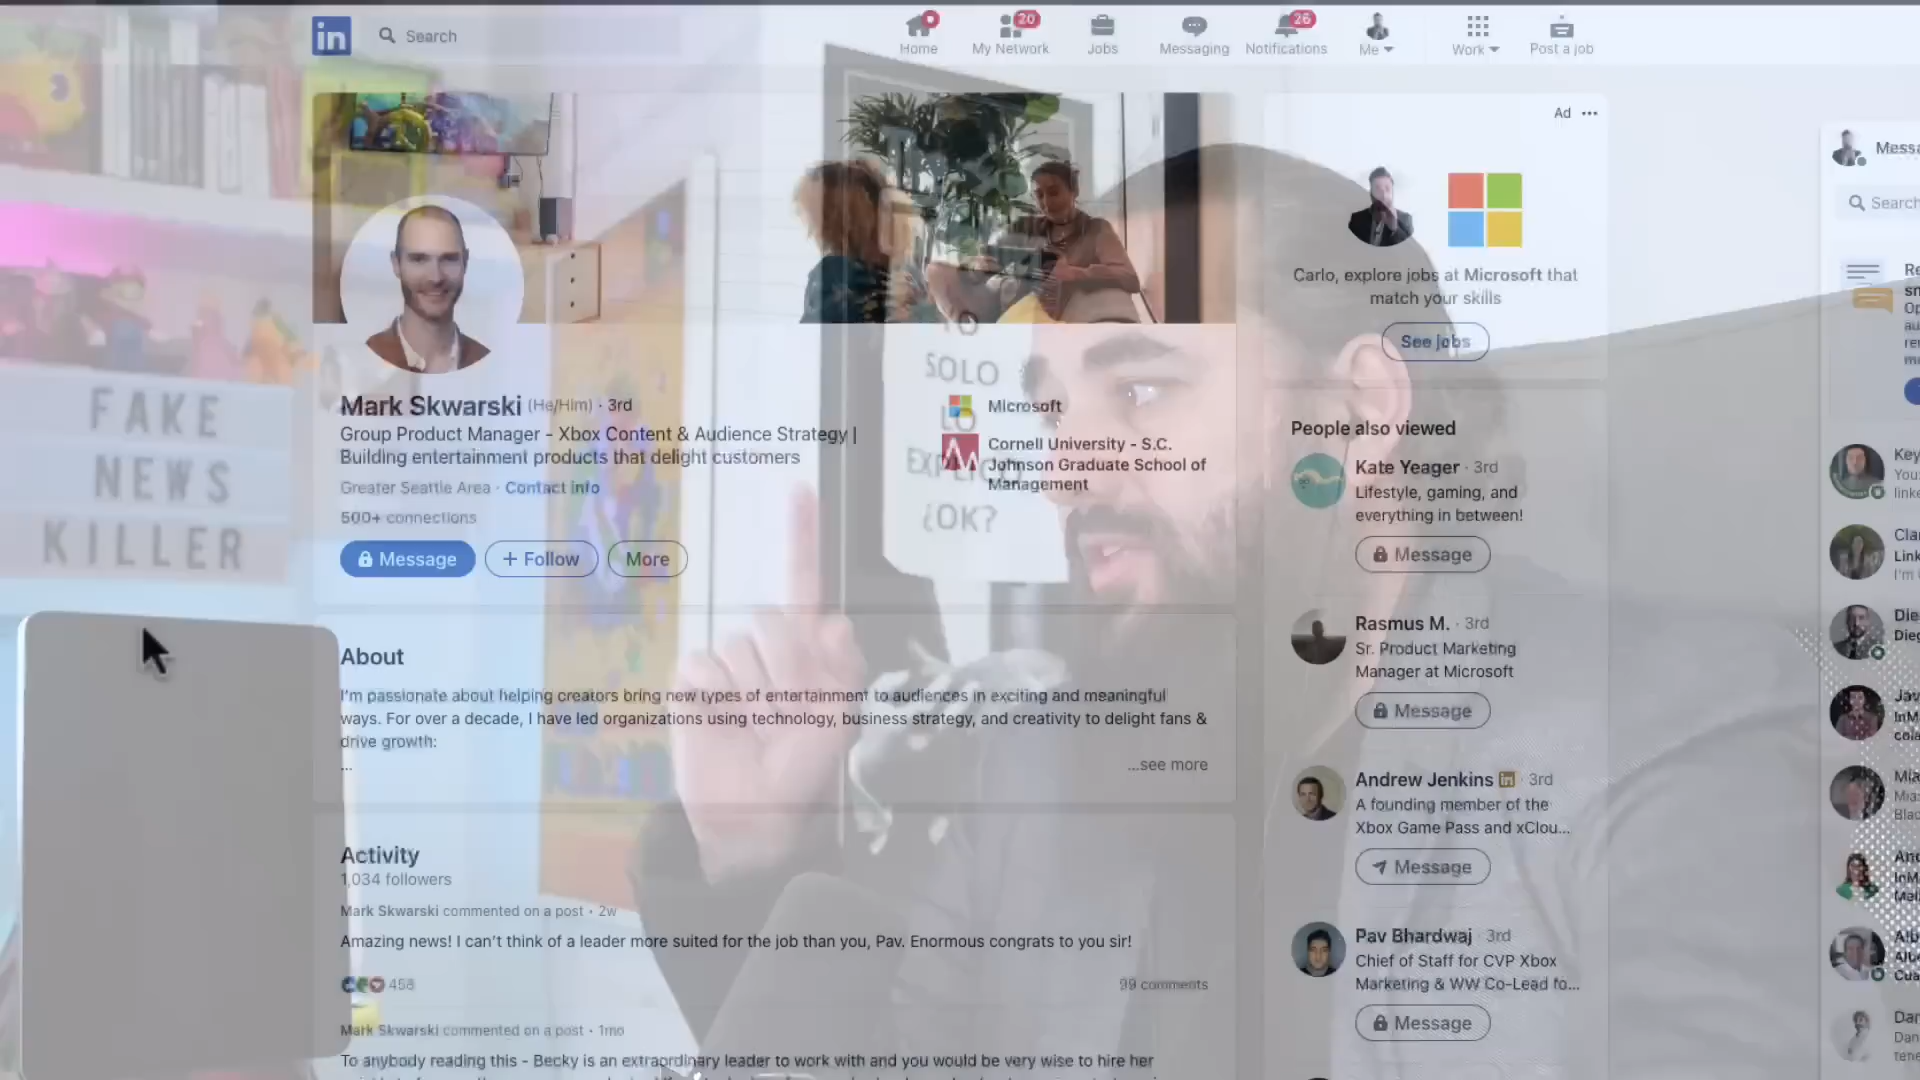 in
Search
Home
20
My Network
Jobs
Messaging
26
Notifications
Me
Work
Post a job
Ad
Carlo, explore jobs at Microsoft that
match your skills
See jobs
FAKE
NEWS
KILLER
YO
SOLO
LO
EXPLICO
¿OK?
Mark Skwarski (He/Him) · 3rd
Group Product Manager - Xbox Content & Audience Strategy |
Building entertainment products that delight customers
Greater Seattle Area · Contact info
500+ connections
Message
+ Follow
More
Microsoft
Cornell University - S.C.
Johnson Graduate School of
Management
About
I'm passionate about helping creators bring new types of entertainment to audiences in exciting and meaningful
ways. For over a decade, I have led organizations using technology, business strategy, and creativity to delight fans &
drive growth:
...
...see more
Activity
1,034 followers
Mark Skwarski commented on a post · 2w
Amazing news! I can't think of a leader more suited for the job than you, Pav. Enormous congrats to you sir!
458
99 comments
Mark Skwarski commented on a post · 1mo
To anybody reading this - Becky is an extraordinary leader to work with and you would be very wise to hire her
People also viewed
Kate Yeager · 3rd
Lifestyle, gaming, and
everything in between!
Message
Rasmus M. · 3rd
Sr. Product Marketing
Manager at Microsoft
Message
Andrew Jenkins in · 3rd
A founding member of the
Xbox Game Pass and xClou...
Message
Pav Bhardwaj · 3rd
Chief of Staff for CVP Xbox
Marketing & WW Co-Lead fo...
Message
Search